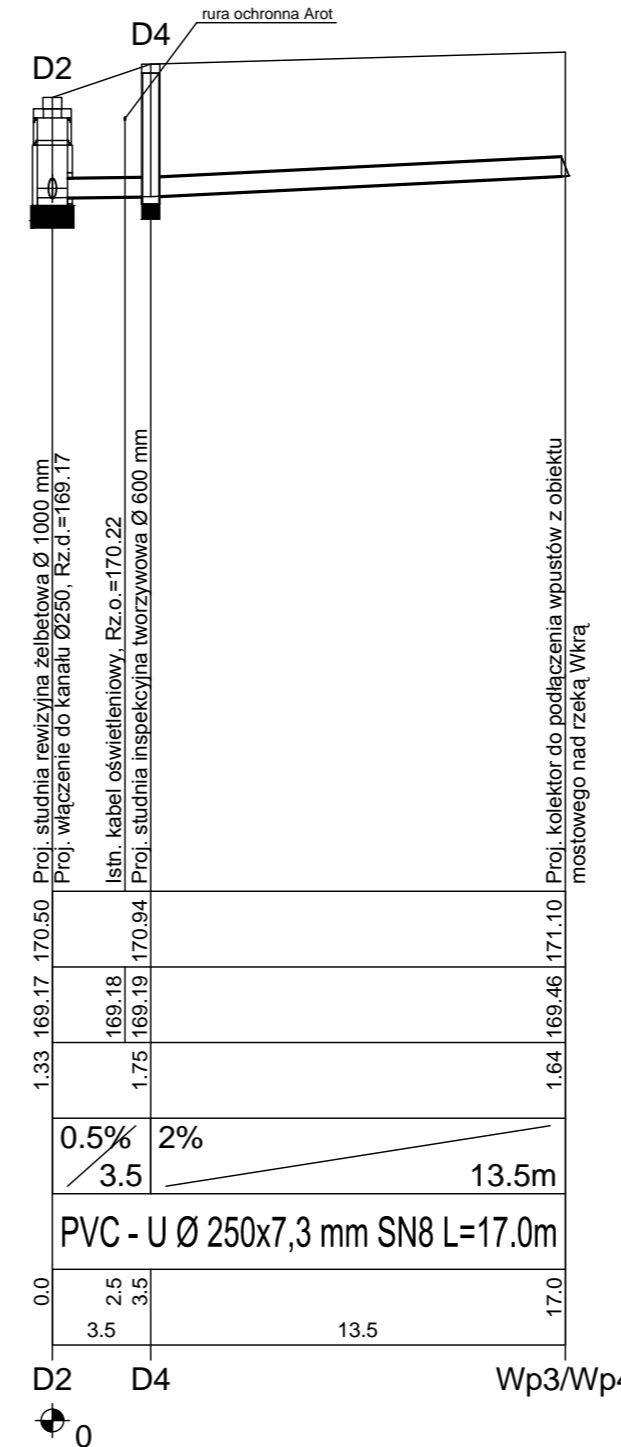 rura ochronna Arot
D4
D2
Proj. studnia rewizyjna żelbetowa Ø 1000 mm
Proj. włączenie do kanału Ø250, Rz.d.=169.17
Istn. kabel oświetleniowy, Rz.o.=170.22
Proj. studnia inspekcyjna tworzywowa Ø 600 mm
Proj. kolektor do podłączenia wpustów z obiektu
mostowego nad rzeką Wkrą
170.50 170.94 171.10
169.17 169.18 169.19 169.46
1.33 1.75 1.64
0.5% 2%
3.5 13.5m
PVC - U Ø 250x7,3 mm SN8 L=17.0m
0.0 2.5 3.5 17.0
3.5 13.5
D2 D4 Wp3/Wp4
0